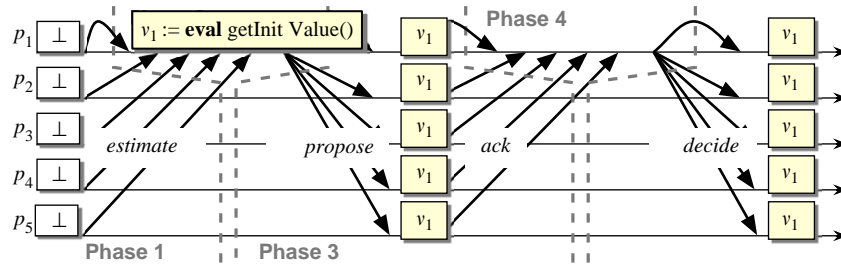 Phase 4
v1 := eval getInit Value()
p1 ⊥ v1 v1
p2 ⊥ v1 v1
p3 ⊥ v1 v1
estimate propose ack decide
p4 ⊥ v1 v1
p5 ⊥ v1 v1
Phase 1 Phase 3